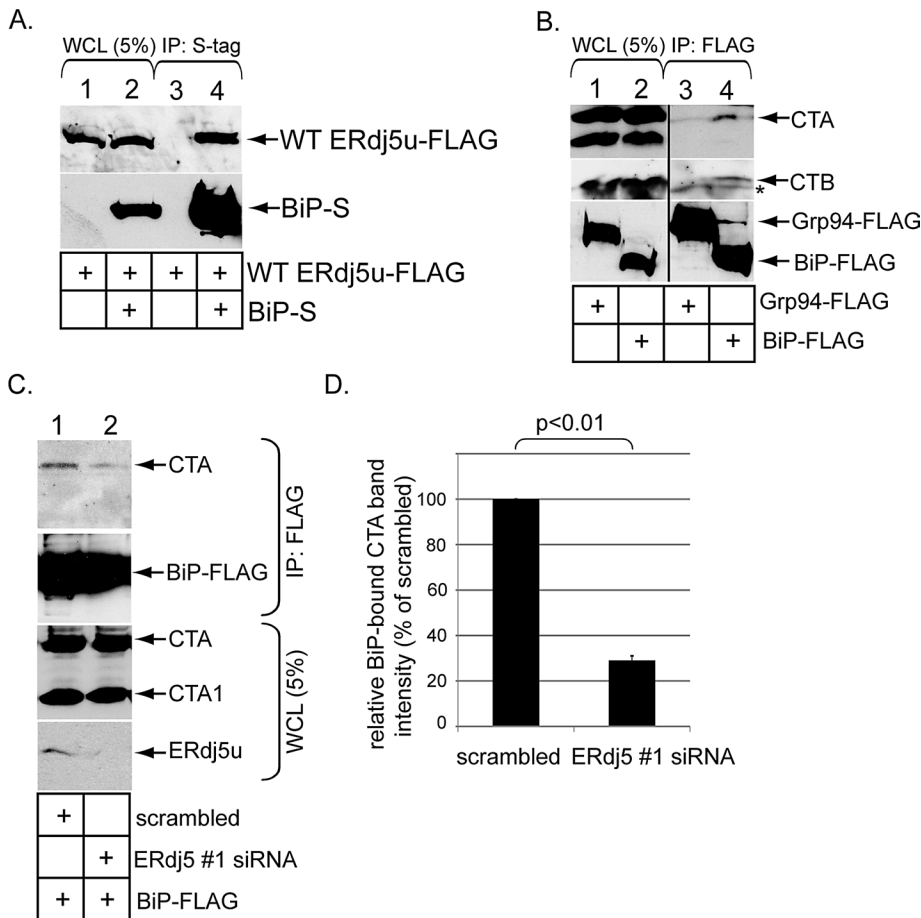 A.
WCL (5%) IP: S-tag
1 2 3 4
WT ERdj5u-FLAG
BiP-S
+ + + + WT ERdj5u-FLAG
+ + BiP-S
B.
WCL (5%) IP: FLAG
1 2 3 4
CTA
CTB
*
Grp94-FLAG
BiP-FLAG
+ + Grp94-FLAG
+ + BiP-FLAG
C.
1 2
CTA
BiP-FLAG
IP: FLAG
CTA
CTA1
ERdj5u
WCL (5%)
+ scrambled
+ ERdj5 #1 siRNA
+ + BiP-FLAG
D.
p<0.01
relative BiP-bound CTA band
intensity (% of scrambled)
100
80
60
40
20
0
scrambled ERdj5 #1 siRNA